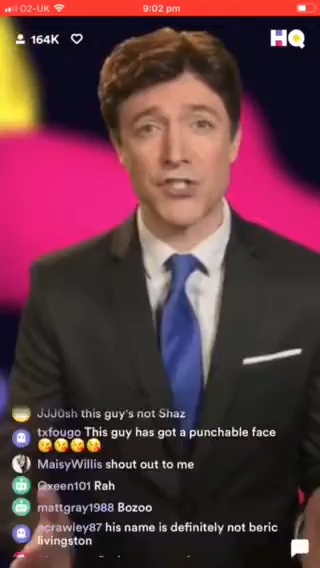 O2-UK 9:02 pm
164K HQ
JJJ0sh this guy's not Shaz
txfougo This guy has got a punchable face
MaisyWillis shout out to me
Qxeen101 Rah
mattgray1988 Bozoo
ecrawley87 his name is definitely not beric
livingston